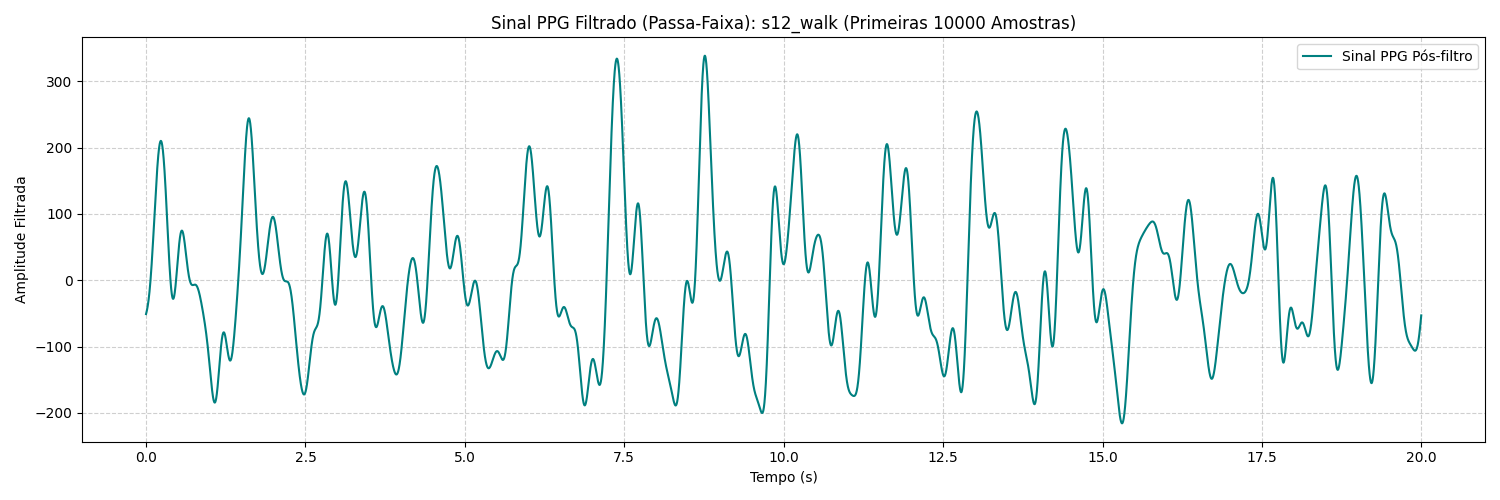 Sinal PPG Filtrado (Passa-Faixa): s12_walk (Primeiras 10000 Amostras)
Sinal PPG Pós-filtro
Amplitude Filtrada
300
200
100
0
−100
−200
0.0 2.5 5.0 7.5 10.0 12.5 15.0 17.5 20.0
Tempo (s)